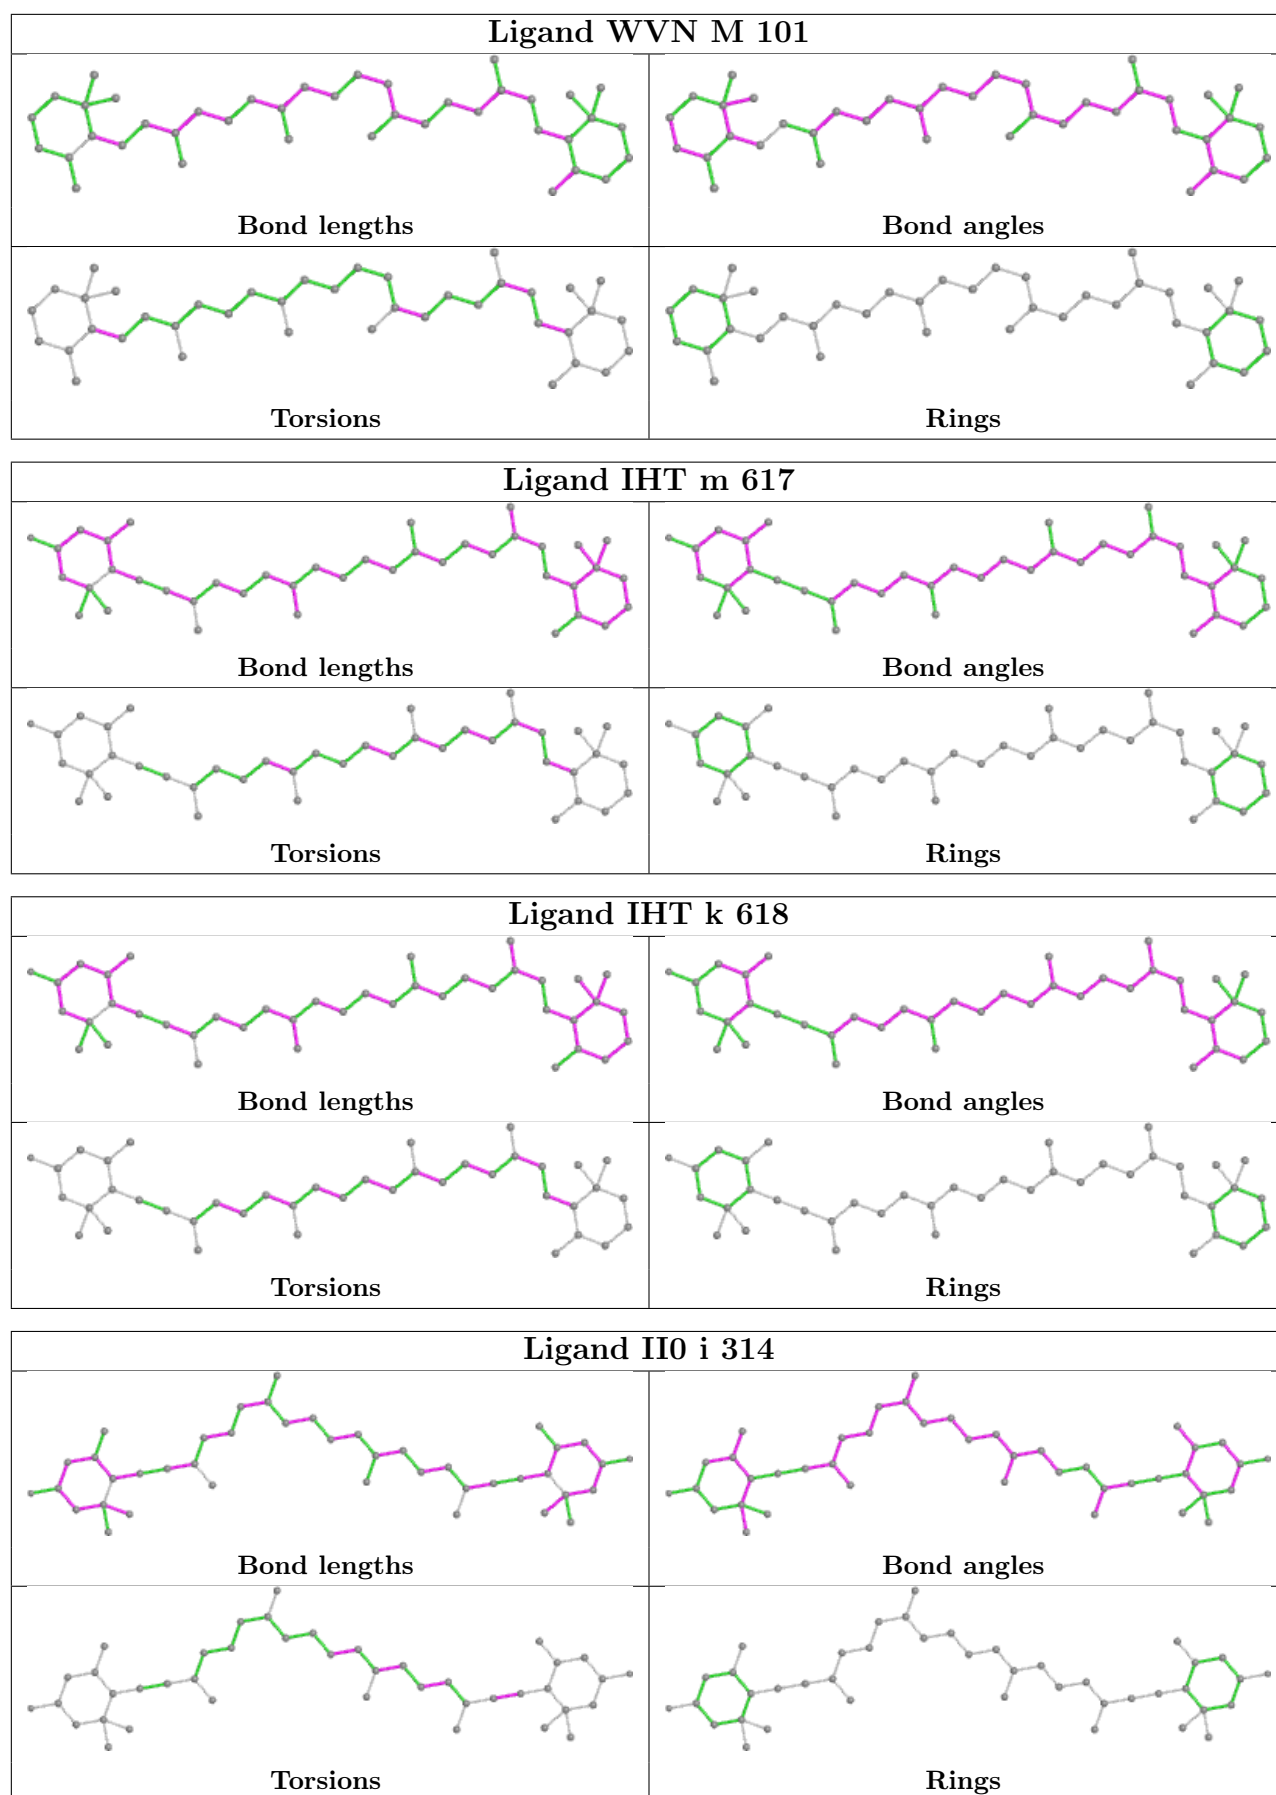 Ligand WVN M 101
Bond lengths
Bond angles
Torsions
Rings
Ligand IHT m 617
Bond lengths
Bond angles
Torsions
Rings
Ligand IHT k 618
Bond lengths
Bond angles
Torsions
Rings
Ligand II0 i 314
Bond lengths
Bond angles
Torsions
Rings